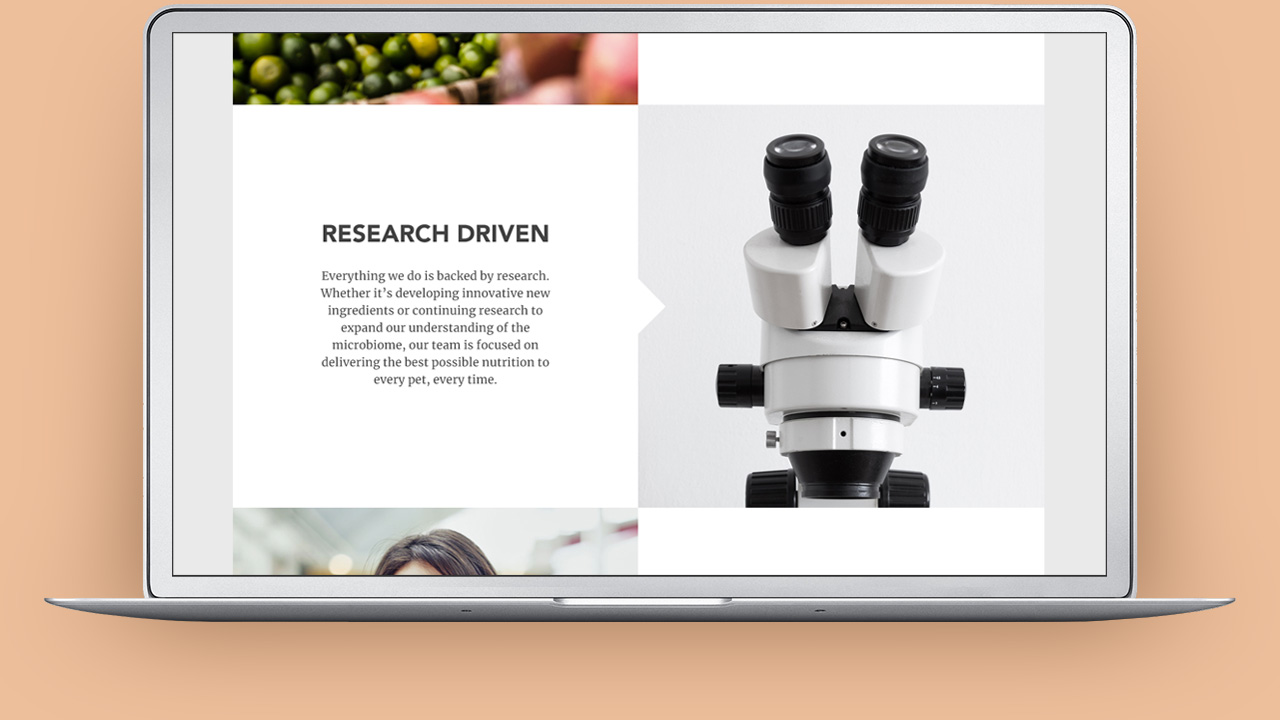 RESEARCH DRIVEN
Everything we do is backed by research.
Whether it’s developing innovative new
ingredients or continuing research to
expand our understanding of the
microbiome, our team is focused on
delivering the best possible nutrition to
every pet, every time.